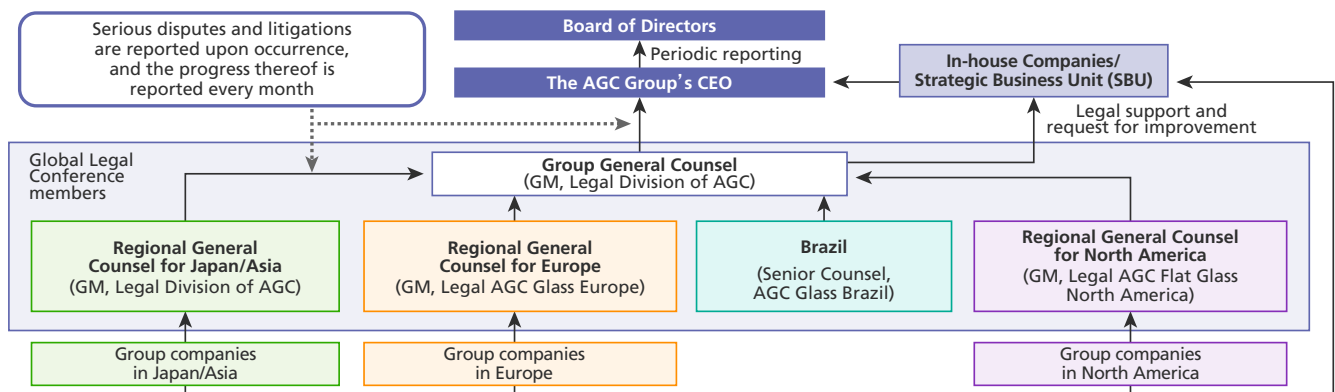 Serious disputes and litigations
are reported upon occurrence,
and the progress thereof is
reported every month
Board of Directors
Periodic reporting
The AGC Group's CEO
In-house Companies/
Strategic Business Unit (SBU)
Legal support and
request for improvement
Global Legal
Conference
members
Group General Counsel
(GM, Legal Division of AGC)
Regional General
Counsel for Japan/Asia
(GM, Legal Division of AGC)
Regional General
Counsel for Europe
(GM, Legal AGC Glass Europe)
Brazil
(Senior Counsel,
AGC Glass Brazil)
Regional General Counsel
for North America
(GM, Legal AGC Flat Glass
North America)
Group companies
in Japan/Asia
Group companies
in Europe
Group companies
in North America